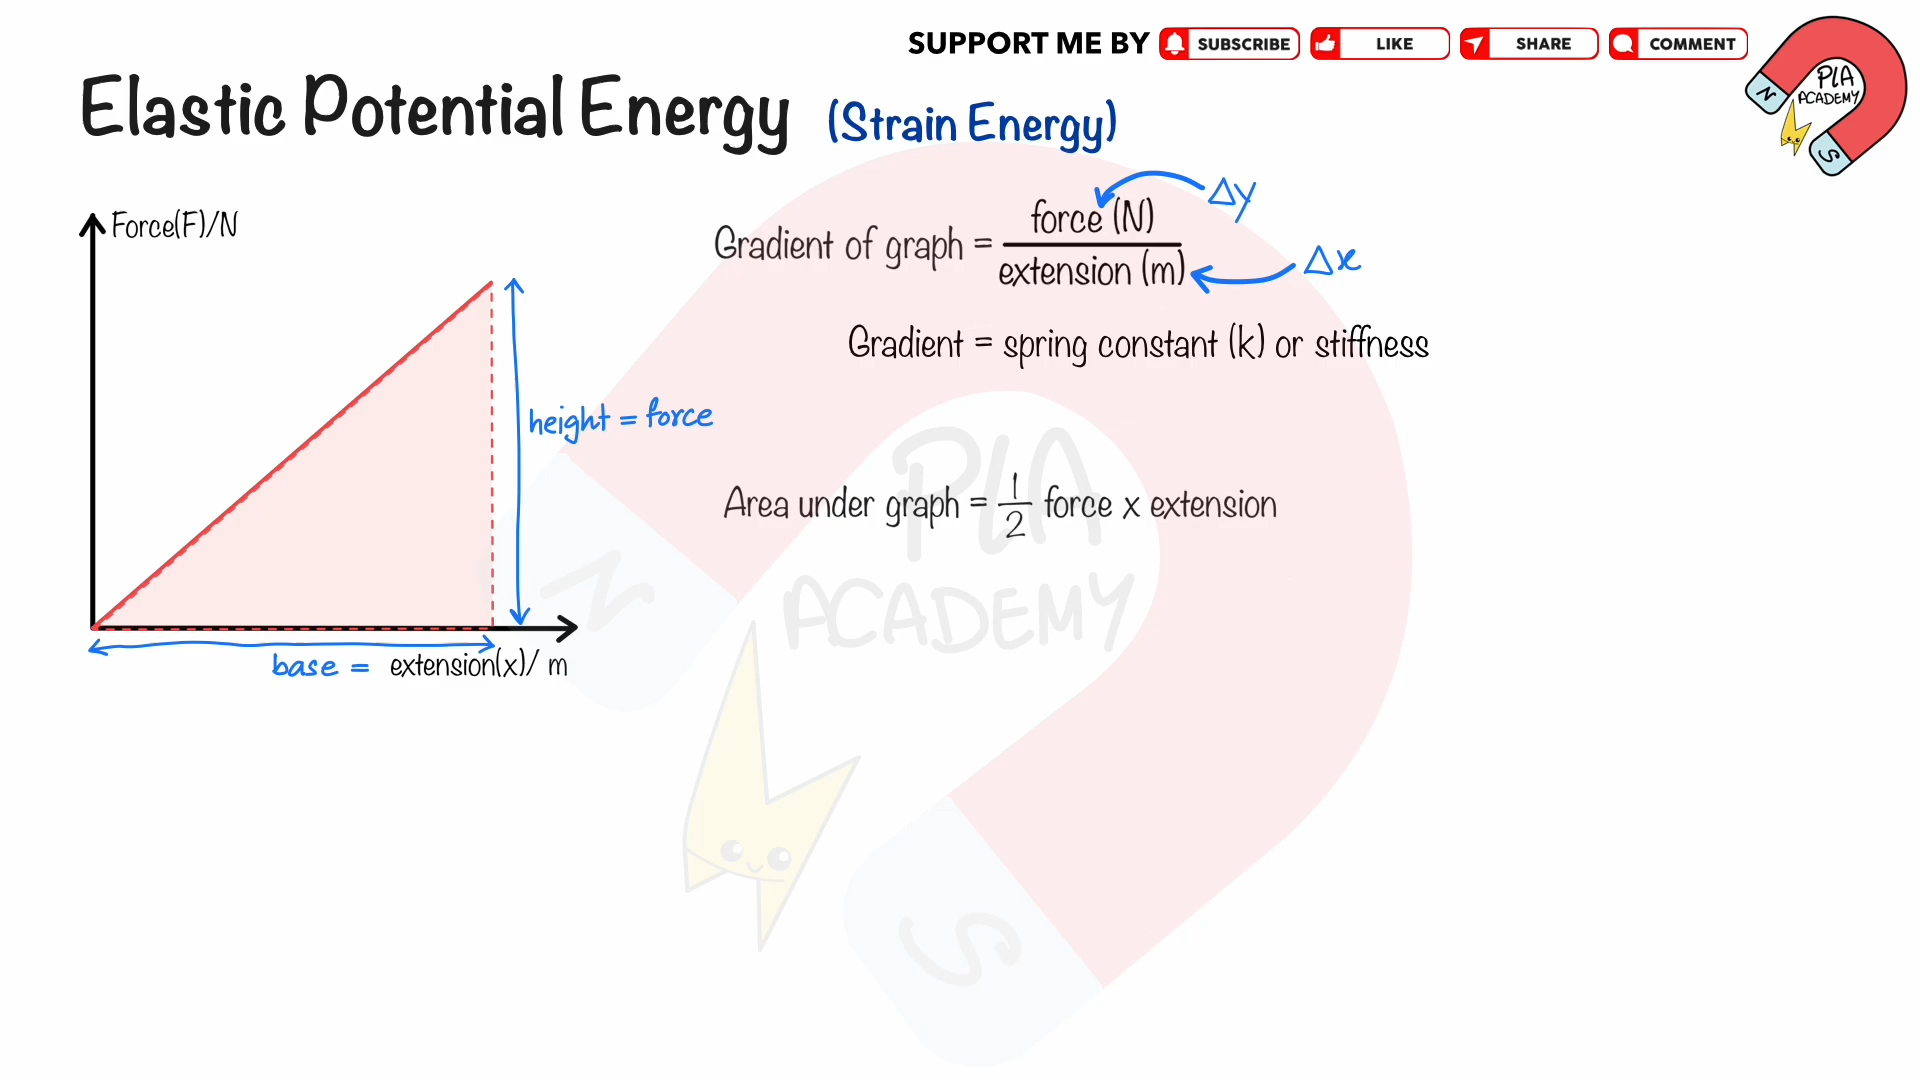 SUPPORT ME BY SUBSCRIBE LIKE SHARE COMMENT
PLA
ACADEMY
N
S
Elastic Potential Energy (Strain Energy)
Force(F)/N
height = force
base = extension(x)/ m
Δy
Gradient of graph = force (N) / extension (m)
Δx
Gradient = spring constant (k) or stiffness
Area under graph = 1/2 force x extension
PLA
ACADEMY
N
S